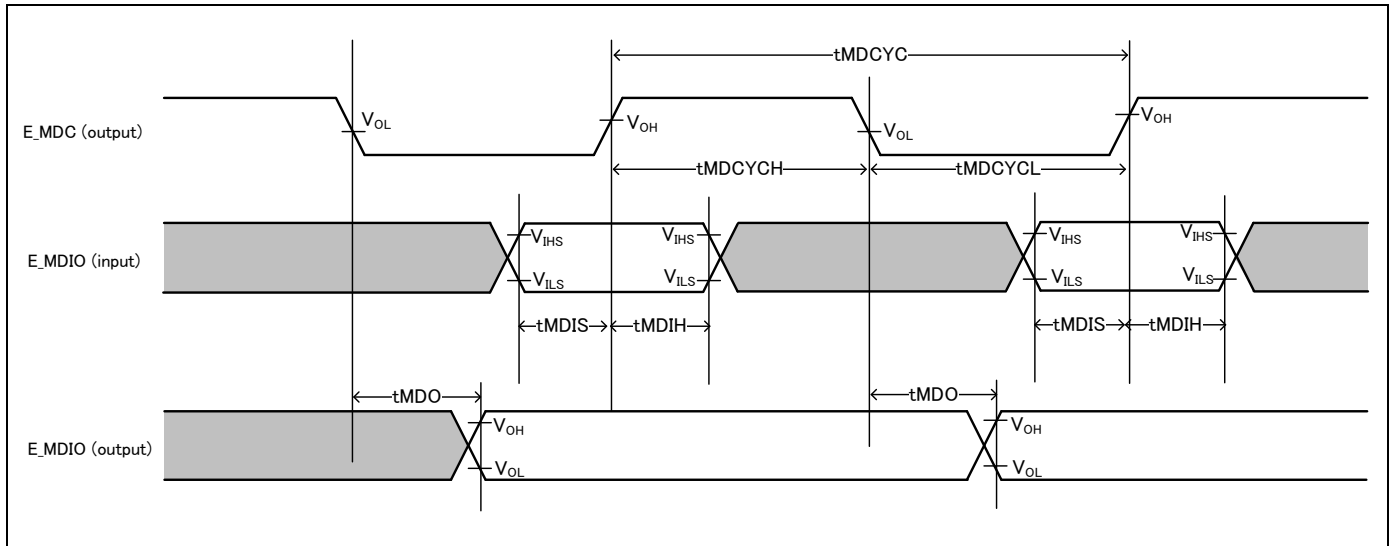 tMDCYC
E_MDC (output)
VOL
VOH
VOL
VOH
tMDCYCH
tMDCYCL
E_MDIO (input)
VIHS
VIHS
VIHS
VIHS
VILS
VILS
VILS
VILS
tMDIS
tMDIH
tMDIS
tMDIH
tMDO
tMDO
E_MDIO (output)
VOH
VOH
VOL
VOL